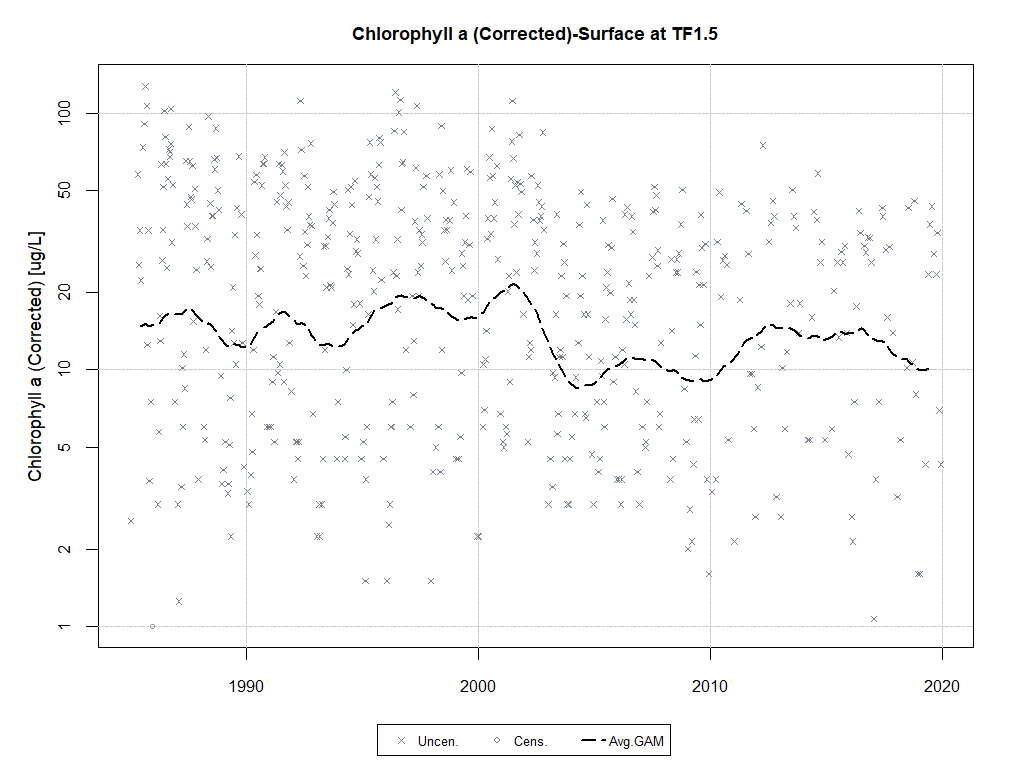 Chlorophyll a (Corrected)-Surface at TF1.5
Chlorophyll a (Corrected) [ug/L]
100
50
20
10
5
2
1
1990 2000 2010 2020
Uncen. Cens. Avg.GAM